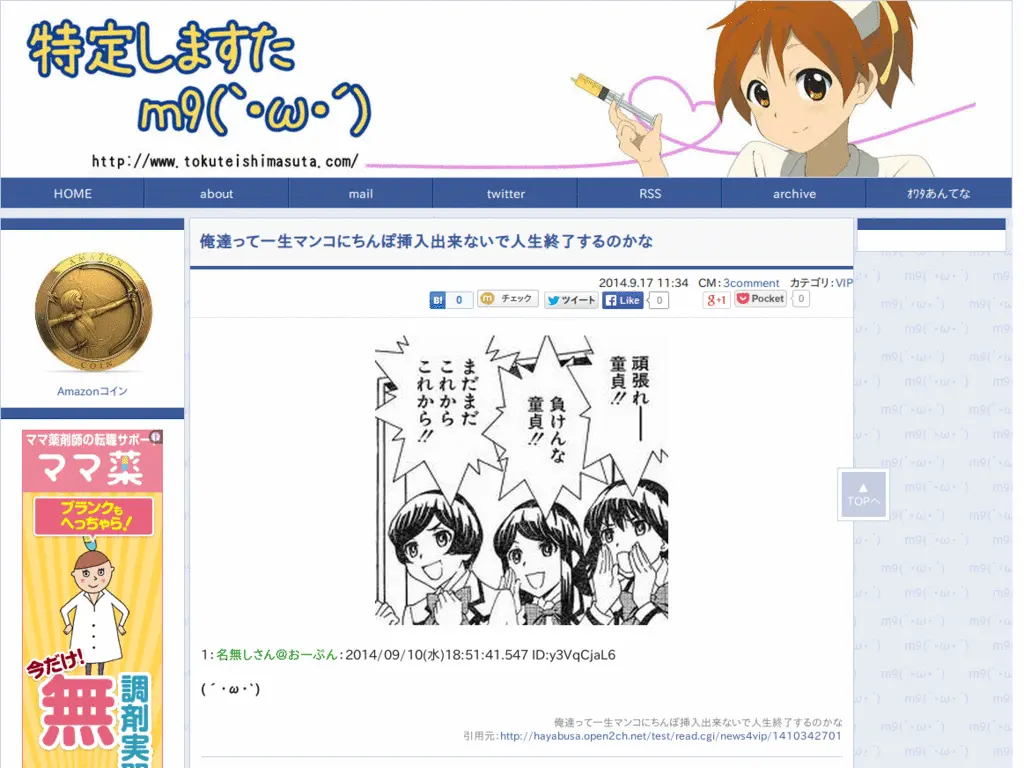 特定しますた
m9(｀・ω・´)
http://www.tokuteishimasuta.com/
HOME
about
mail
twitter
RSS
archive
ｵﾜﾀあんてな
俺達って一生マンコにちんぽ挿入出来ないで人生終了するのかな
2014.9.17 11:34 CM:3comment カテゴリ:VIP
B! 0
チェック
ツイート
Like 0
g+1
Pocket 0
AMAZON
COIN
Amazonコイン
ママ薬剤師の転職サポー
ママ薬
ブランクも
へっちゃら!
今だけ!
無
調剤実
頑張れ――
童貞!!
負けんな
童貞!!
まだまだ
これから
これから!!
▲
TOPへ
1：名無しさん＠おーぷん：2014/09/10(水)18:51:41.547 ID:y3VqCjaL6
(´・ω・`)
俺達って一生マンコにちんぽ挿入出来ないで人生終了するのかな
引用元：http://hayabusa.open2ch.net/test/read.cgi/news4vip/1410342701